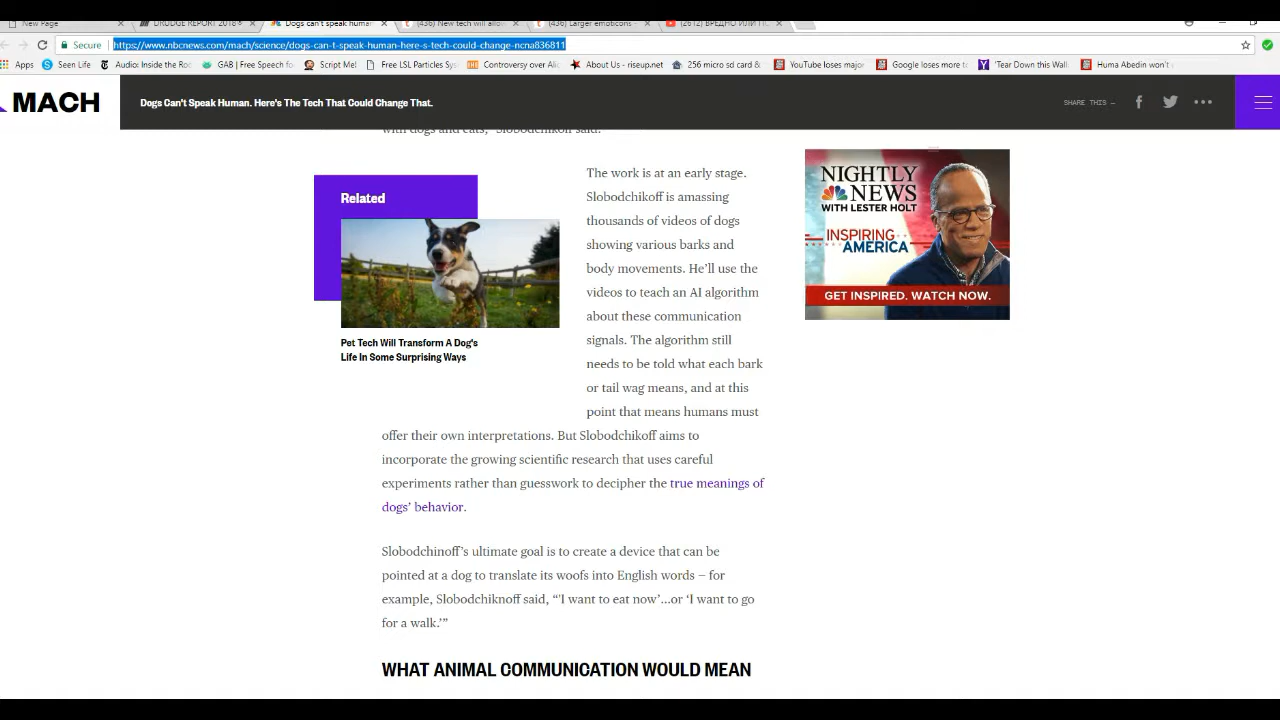 New Page
DRUDGE REPORT 2018®
Dogs can't speak human
(436) New tech will allo
(436) Larger emoticons -
(2612) ВРЕДНО ИЛИ ПО
Secure
https://www.nbcnews.com/mach/science/dogs-can-t-speak-human-here-s-tech-could-change-ncna836811
Apps
Seen Life
Audio: Inside the Roc
GAB | Free Speech fo
Script Mel
Free LSL Particles Sy
Controversy over Ali
About Us - riseup.net
256 micro sd card &
YouTube loses major
Google loses more t
'Tear Down this Wall
Huma Abedin won't
MACH
Dogs Can't Speak Human. Here's The Tech That Could Change That.
SHARE THIS —
with dogs and cats," Slobodchikoff said.
Related
Pet Tech Will Transform A Dog's
Life In Some Surprising Ways
The work is at an early stage.
Slobodchikoff is amassing
thousands of videos of dogs
showing various barks and
body movements. He'll use the
videos to teach an AI algorithm
about these communication
signals. The algorithm still
needs to be told what each bark
or tail wag means, and at this
point that means humans must
offer their own interpretations. But Slobodchikoff aims to
incorporate the growing scientific research that uses careful
experiments rather than guesswork to decipher the true meanings of
dogs' behavior.
Slobodchinoff's ultimate goal is to create a device that can be
pointed at a dog to translate its woofs into English words — for
example, Slobodchiknoff said, "'I want to eat now'...or 'I want to go
for a walk.'"
WHAT ANIMAL COMMUNICATION WOULD MEAN
NIGHTLY
NEWS
WITH LESTER HOLT
INSPIRING
AMERICA
GET INSPIRED. WATCH NOW.